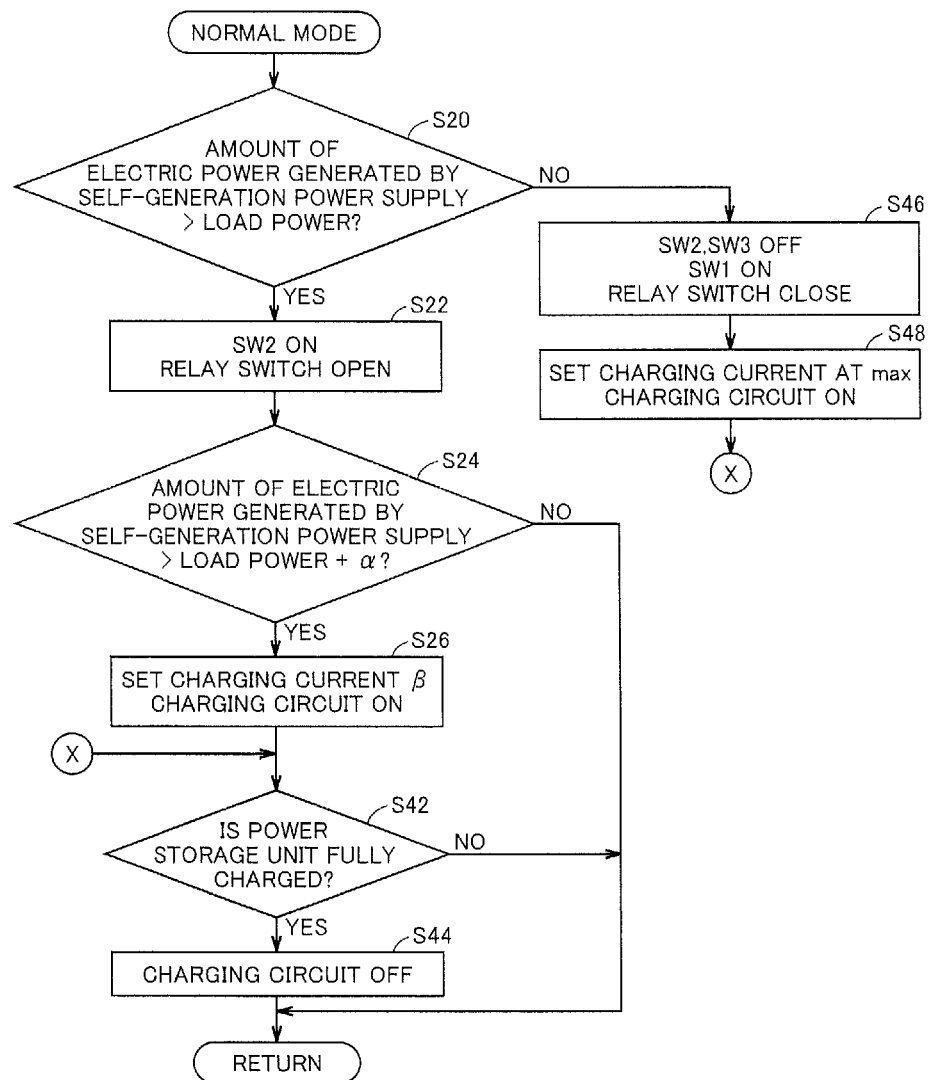 NORMAL MODE
S20
AMOUNT OF
ELECTRIC POWER GENERATED BY
SELF-GENERATION POWER SUPPLY
> LOAD POWER?
NO
YES
S46
SW2,SW3 OFF
SW1 ON
RELAY SWITCH CLOSE
S22
SW2 ON
RELAY SWITCH OPEN
S48
SET CHARGING CURRENT AT max
CHARGING CIRCUIT ON
X
S24
AMOUNT OF ELECTRIC
POWER GENERATED BY
SELF-GENERATION POWER SUPPLY
> LOAD POWER + α?
NO
YES
S26
SET CHARGING CURRENT β
CHARGING CIRCUIT ON
X
S42
IS POWER
STORAGE UNIT FULLY
CHARGED?
NO
YES
S44
CHARGING CIRCUIT OFF
RETURN